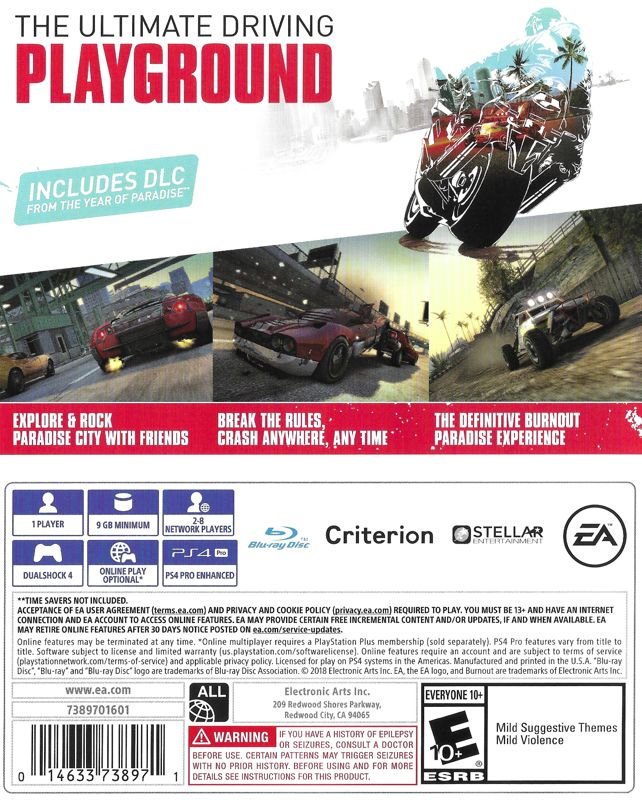 THE ULTIMATE DRIVING
PLAYGROUND
INCLUDES DLC
FROM THE YEAR OF PARADISE**
EXPLORE & ROCK
PARADISE CITY WITH FRIENDS
BREAK THE RULES,
CRASH ANYWHERE, ANY TIME
THE DEFINITIVE BURNOUT
PARADISE EXPERIENCE
1 PLAYER
9 GB MINIMUM
2-8
NETWORK PLAYERS
DUALSHOCK 4
ONLINE PLAY
OPTIONAL*
PS4 Pro
PS4 PRO ENHANCED
Blu-ray Disc™
Criterion
STELLAR
ENTERTAINMENT
EA
**TIME SAVERS NOT INCLUDED.
ACCEPTANCE OF EA USER AGREEMENT (terms.ea.com) AND PRIVACY AND COOKIE POLICY (privacy.ea.com) REQUIRED TO PLAY. YOU MUST BE 13+ AND HAVE AN INTERNET
CONNECTION AND EA ACCOUNT TO ACCESS ONLINE FEATURES. EA MAY PROVIDE CERTAIN FREE INCREMENTAL CONTENT AND/OR UPDATES, IF AND WHEN AVAILABLE. EA
MAY RETIRE ONLINE FEATURES AFTER 30 DAYS NOTICE POSTED ON ea.com/service-updates.
Online features may be terminated at any time. *Online multiplayer requires a PlayStation Plus membership (sold separately). PS4 Pro features vary from title to
title. Software subject to license and limited warranty (us.playstation.com/softwarelicense). Online features require an account and are subject to terms of service
(playstationnetwork.com/terms-of-service) and applicable privacy policy. Licensed for play on PS4 systems in the Americas. Manufactured and printed in the U.S.A. "Blu-ray
Disc", "Blu-ray" and "Blu-ray Disc" logo are trademarks of Blu-ray Disc Association. © 2018 Electronic Arts Inc. EA, the EA logo, and Burnout are trademarks of Electronic Arts Inc.
www.ea.com
7389701601
ALL
Electronic Arts Inc.
209 Redwood Shores Parkway,
Redwood City, CA 94065
WARNING IF YOU HAVE A HISTORY OF EPILEPSY
OR SEIZURES, CONSULT A DOCTOR
BEFORE USE. CERTAIN PATTERNS MAY TRIGGER SEIZURES
WITH NO PRIOR HISTORY. BEFORE USING AND FOR MORE
DETAILS SEE INSTRUCTIONS FOR THIS PRODUCT.
0 14633 73897 1
EVERYONE 10+
E
10+
ESRB
Mild Suggestive Themes
Mild Violence